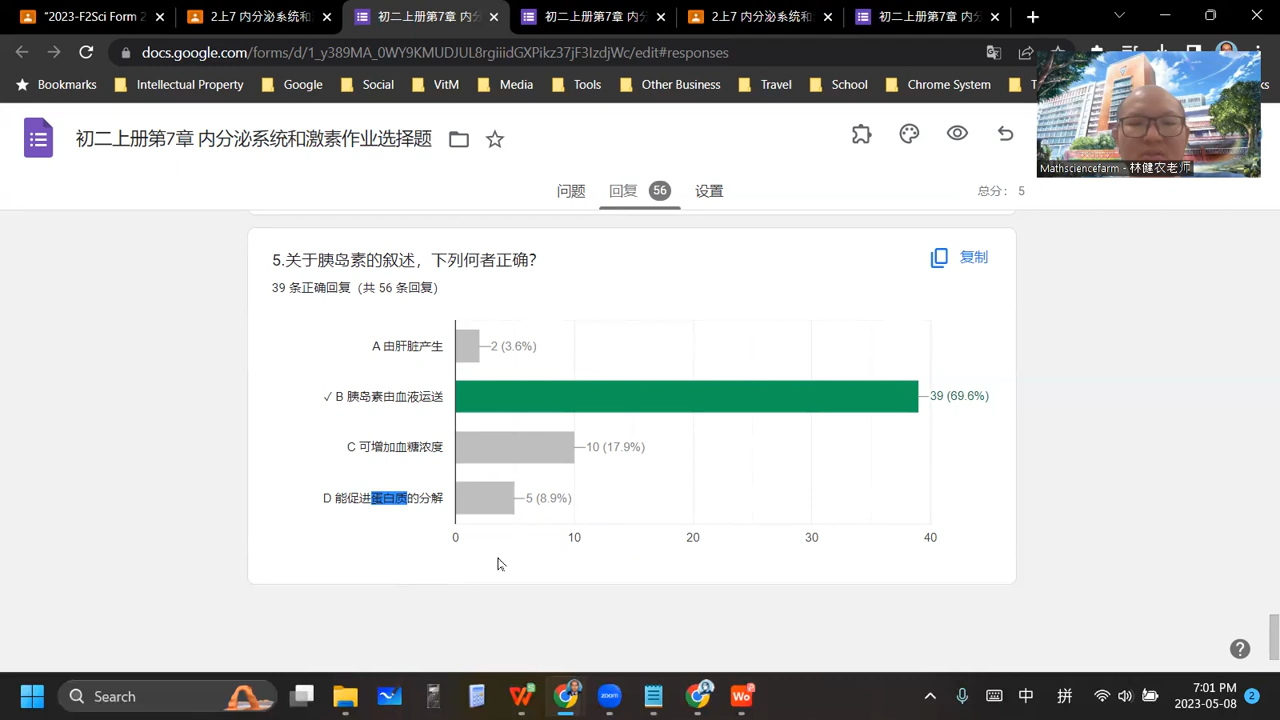 "2023-F2Sci Form 2
2上7 内分泌系统和
初二上册第7章 内分
初二上册第7章 内分
2上7 内分泌系统和
初二上册第7章 内分
docs.google.com/forms/d/1_y389MA_0WY9KMUDJUL8rgiiidGXPikz37jF3IzdjWc/edit#responses
Bookmarks
Intellectual Property
Google
Social
VitM
Media
Tools
Other Business
Travel
School
Chrome System
初二上册第7章 内分泌系统和激素作业选择题
Mathsciencefarm - 林健农老师
问题
回复 56
设置
总分： 5
5.关于胰岛素的叙述，下列何者正确？
复制
39 条正确回复（共 56 条回复）
A 由肝脏产生
2 (3.6%)
✓ B 胰岛素由血液运送
39 (69.6%)
C 可增加血糖浓度
10 (17.9%)
D 能促进蛋白质的分解
5 (8.9%)
0 10 20 30 40
Search
zoom
Wo
中
拼
7:01 PM
2023-05-08
2